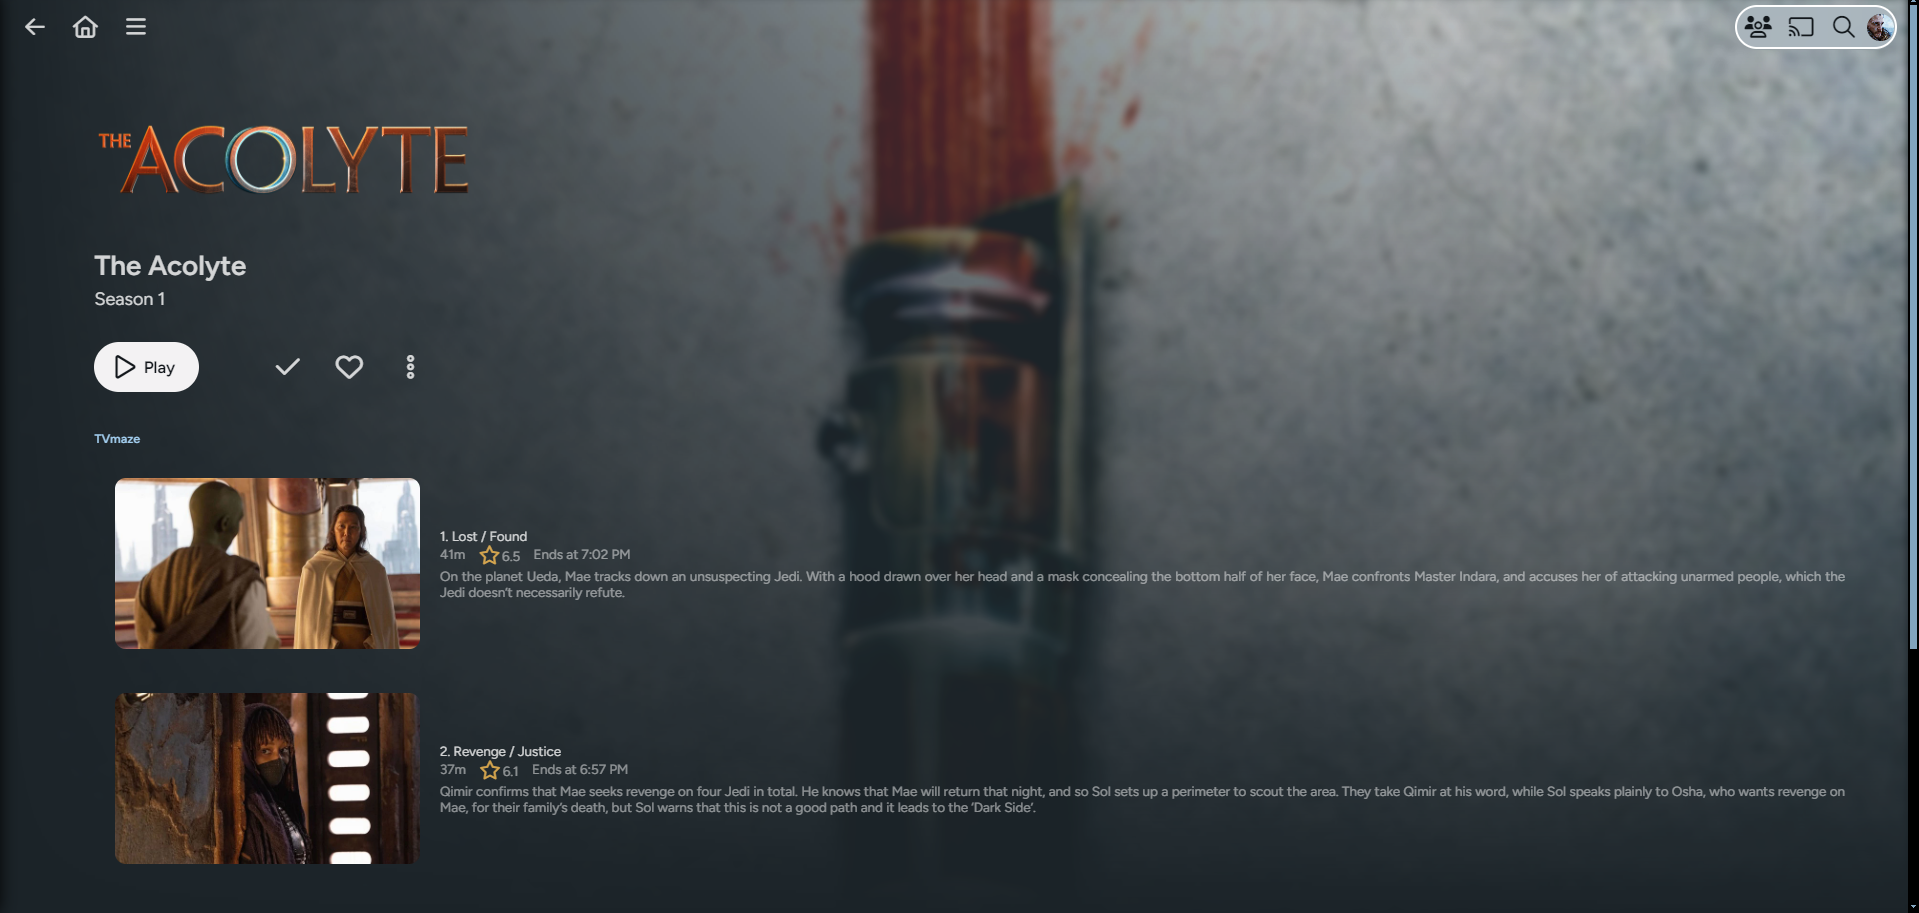 THE ACOLYTE
The Acolyte
Season 1
Play
TVmaze
1. Lost / Found
41m 6.5 Ends at 7:02 PM
On the planet Ueda, Mae tracks down an unsuspecting Jedi. With a hood drawn over her head and a mask concealing the bottom half of her face, Mae confronts Master Indara, and accuses her of attacking unarmed people, which the
Jedi doesn't necessarily refute.
2. Revenge / Justice
37m 6.1 Ends at 6:57 PM
Qimir confirms that Mae seeks revenge on four Jedi in total. He knows that Mae will return that night, and so Sol sets up a perimeter to scout the area. They take Qimir at his word, while Sol speaks plainly to Osha, who wants revenge on
Mae, for their family's death, but Sol warns that this is not a good path and it leads to the ‘Dark Side’.